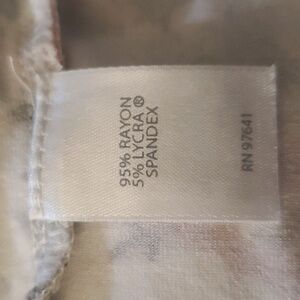 95% RAYON
5% LYCRA ®
SPANDEX
RN 97641